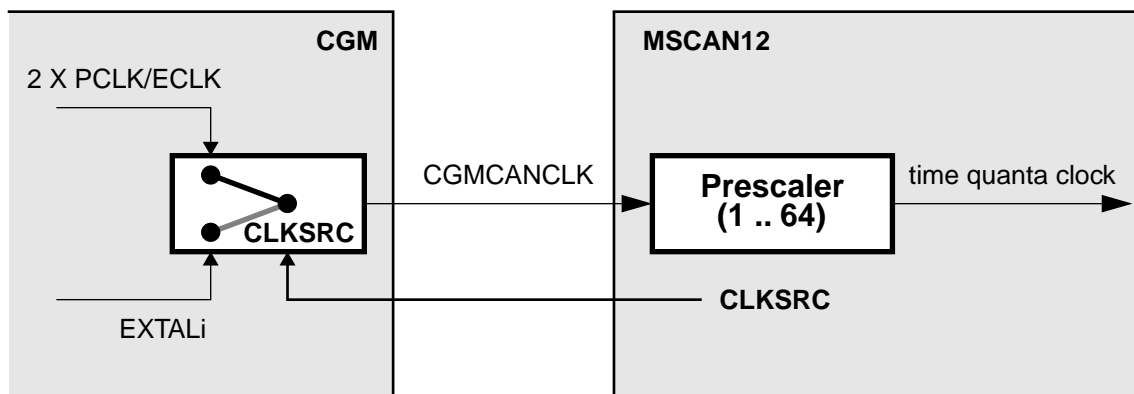 CGM
MSCAN12
2 X PCLK/ECLK
CGMCANCLK
Prescaler
(1 .. 64)
time quanta clock
CLKSRC
CLKSRC
EXTALi